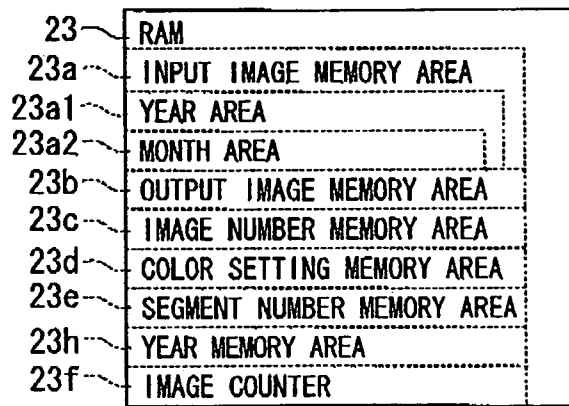 23 RAM
23a INPUT IMAGE MEMORY AREA
23a1 YEAR AREA
23a2 MONTH AREA
23b OUTPUT IMAGE MEMORY AREA
23c IMAGE NUMBER MEMORY AREA
23d COLOR SETTING MEMORY AREA
23e SEGMENT NUMBER MEMORY AREA
23h YEAR MEMORY AREA
23f IMAGE COUNTER